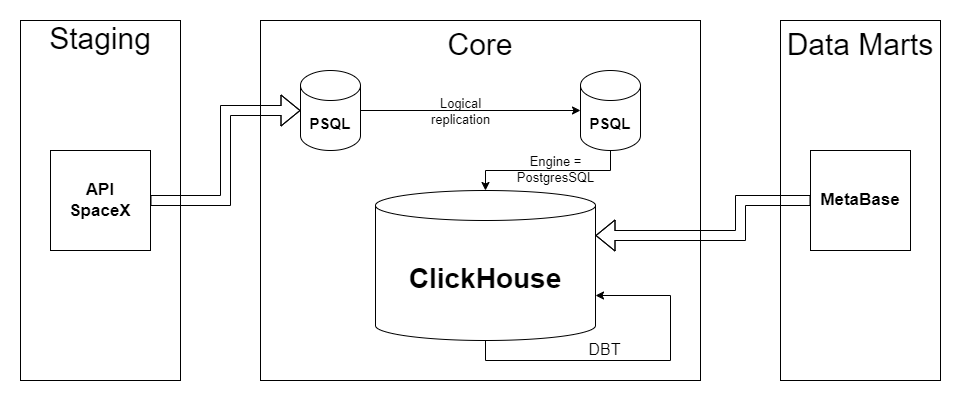 Staging
Core
Data Marts
PSQL
Logical
replication
PSQL
Engine =
PostgresSQL
API
SpaceX
MetaBase
ClickHouse
DBT